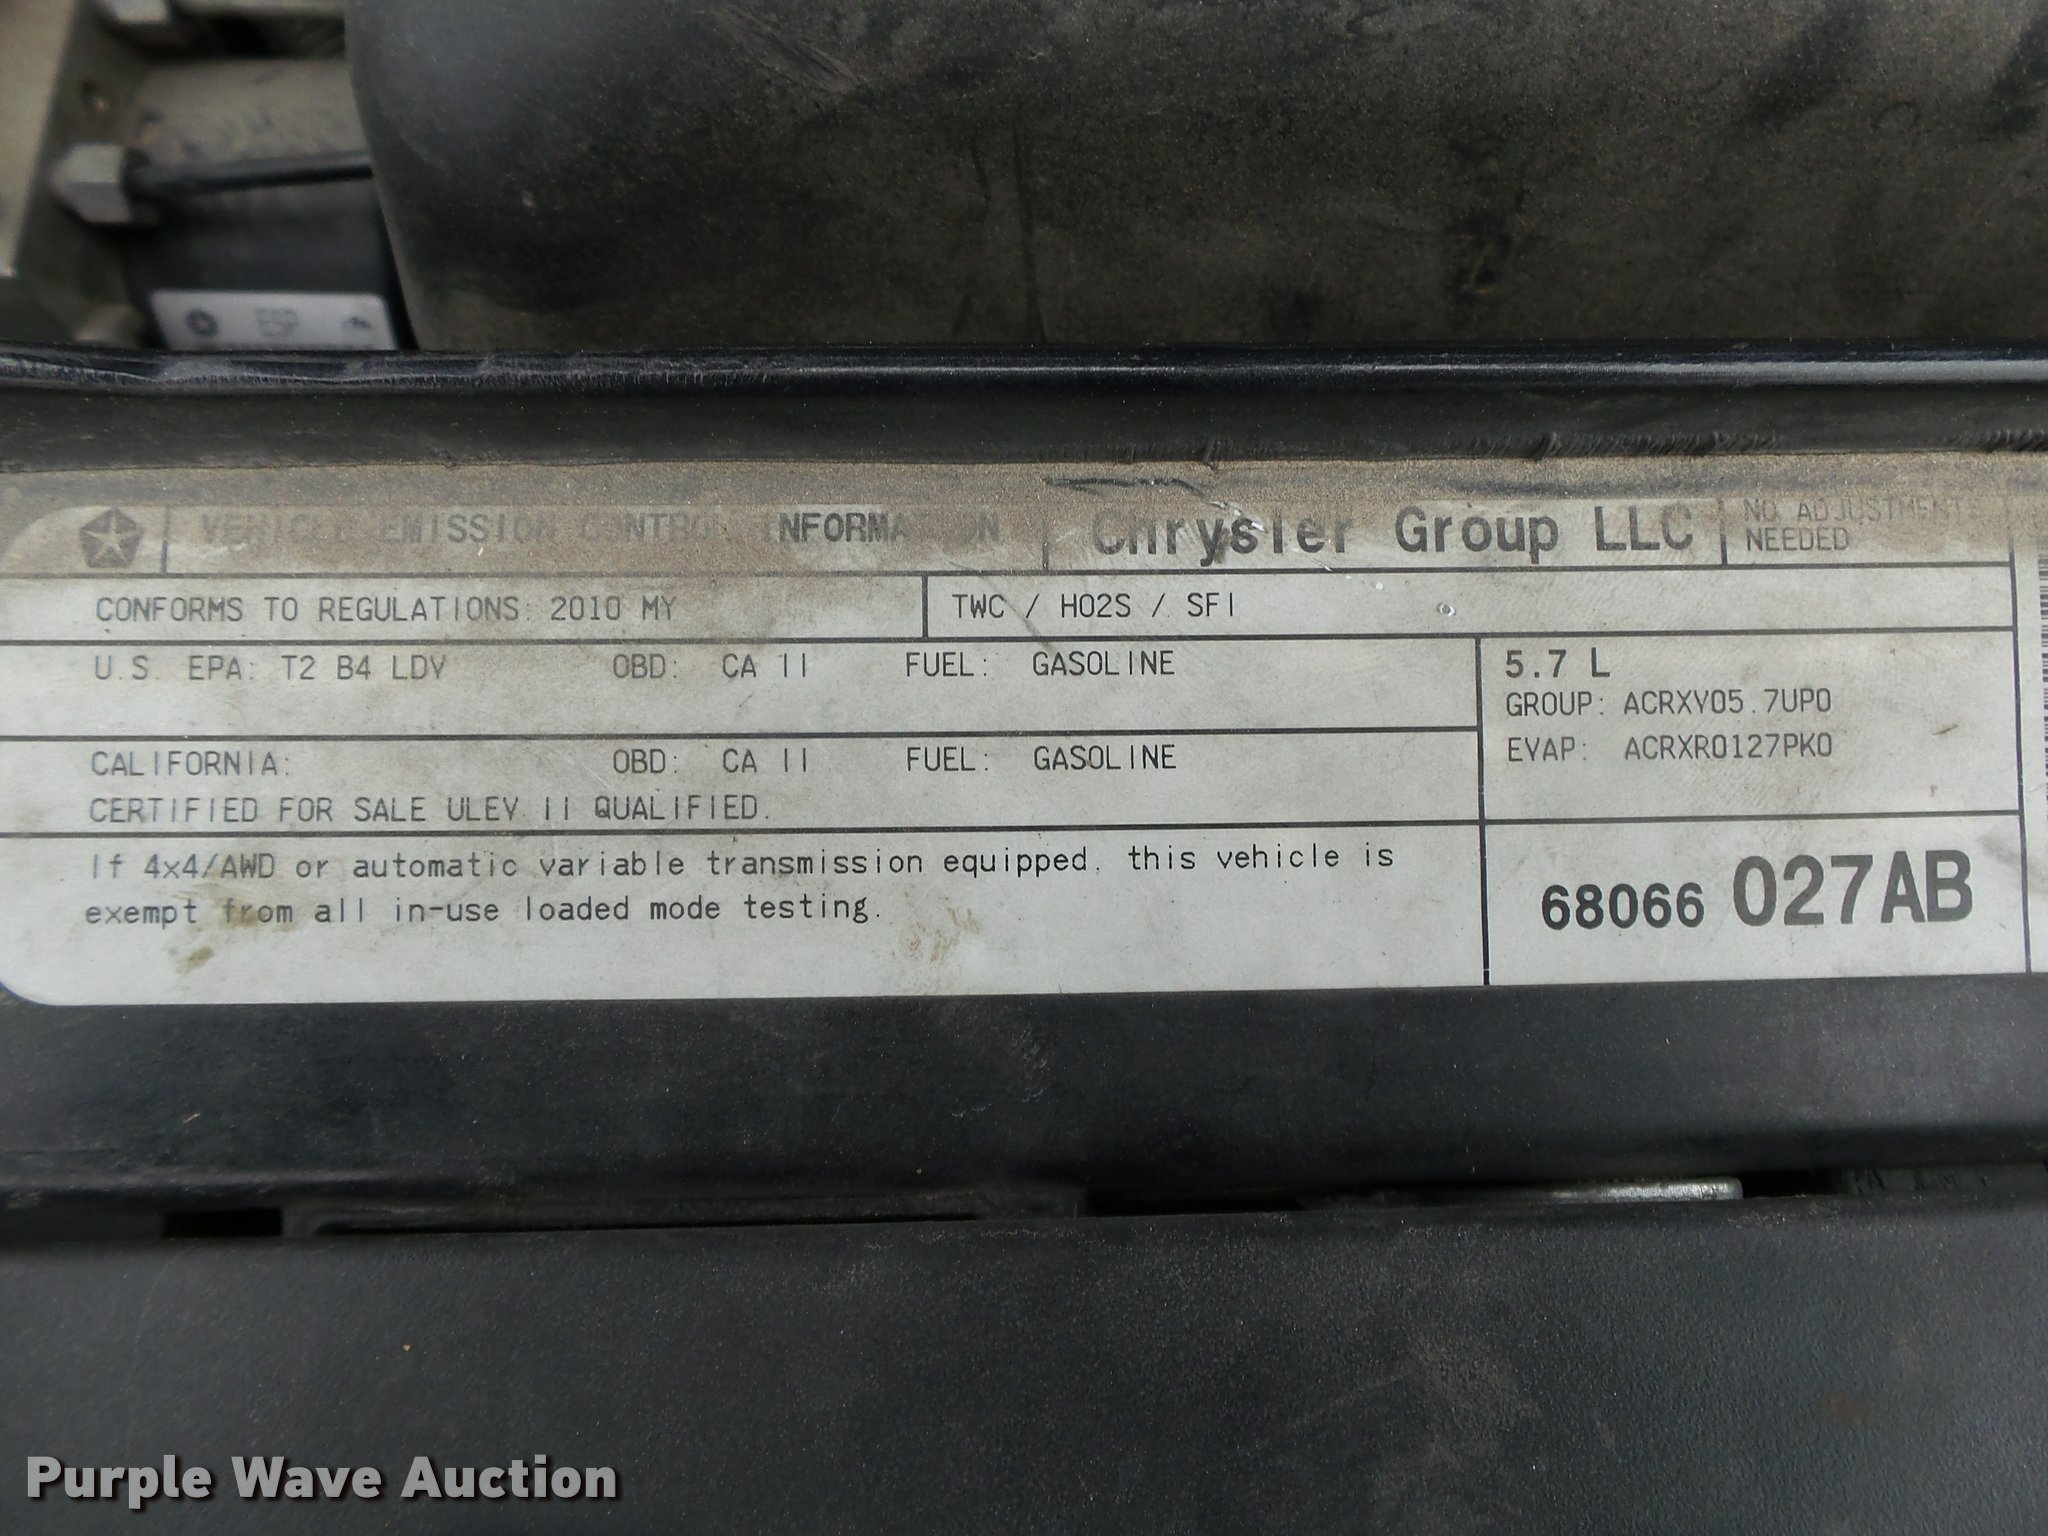 ESP
VEHICLE EMISSION CONTROL INFORMATION
Chrysler Group LLC
NO ADJUSTMENTS
NEEDED
CONFORMS TO REGULATIONS: 2010 MY
TWC / HO2S / SFI
U.S. EPA: T2 B4 LDV OBD: CA II FUEL: GASOLINE
5.7 L
GROUP: ACRXV05.7UP0
EVAP: ACRXR0127PK0
CALIFORNIA: OBD: CA II FUEL: GASOLINE
CERTIFIED FOR SALE ULEV II QUALIFIED.
If 4x4/AWD or automatic variable transmission equipped, this vehicle is
exempt from all in-use loaded mode testing.
68066 027AB
Purple Wave Auction